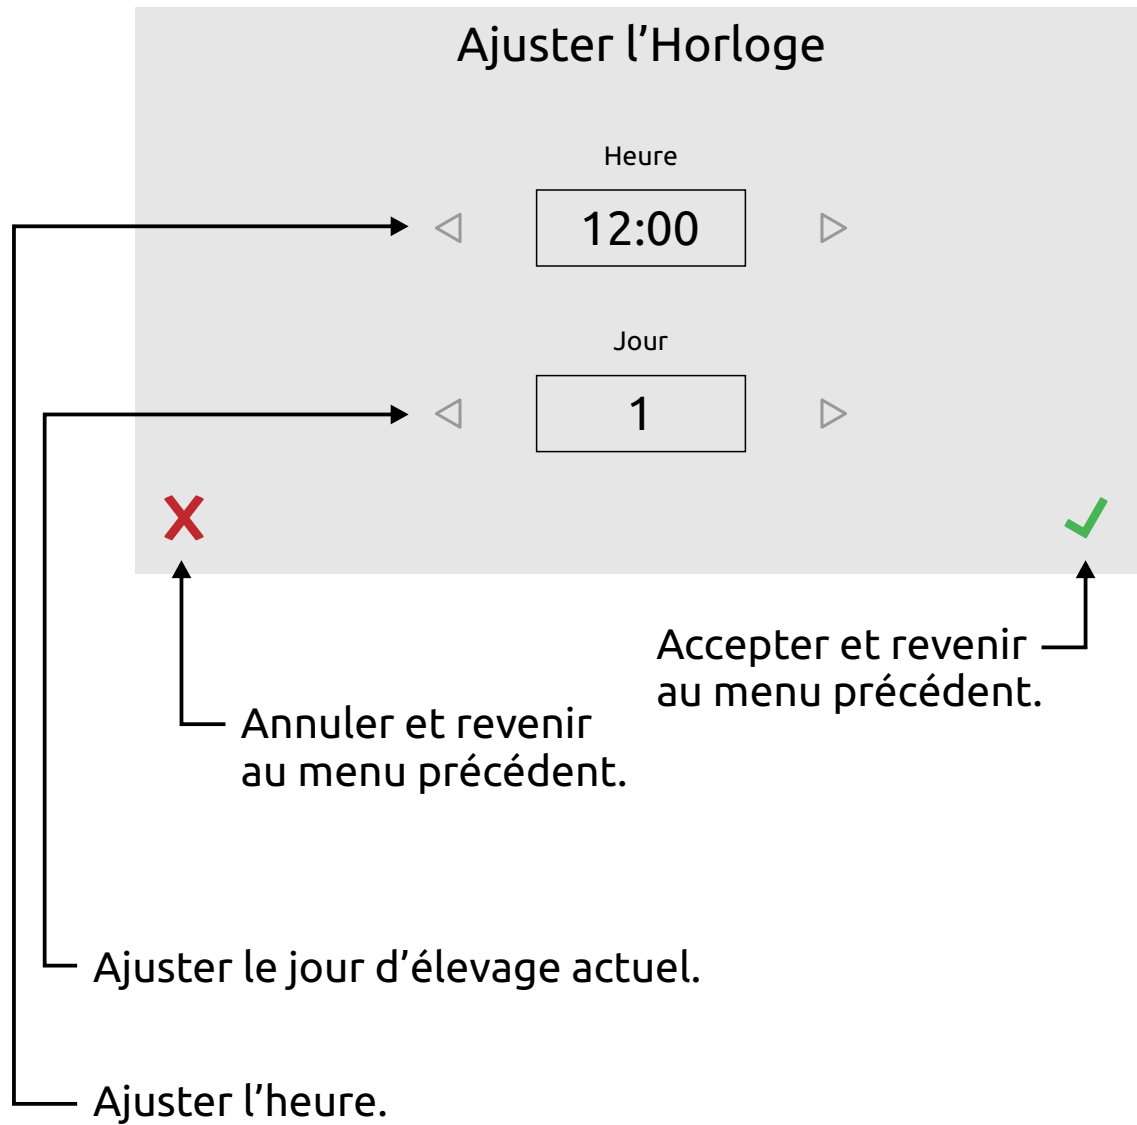 Ajuster l’Horloge
Heure
12:00
Jour
1
Accepter et revenir
au menu précédent.
Annuler et revenir
au menu précédent.
Ajuster le jour d’élevage actuel.
Ajuster l’heure.